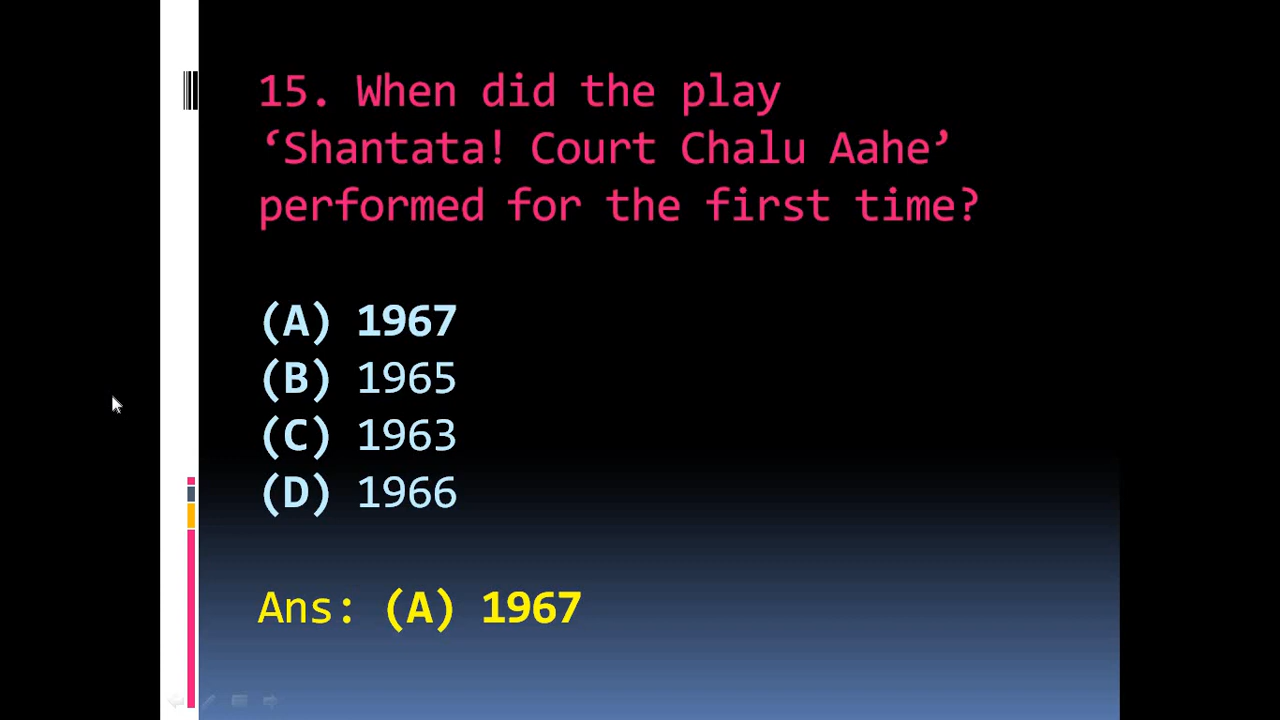 15. When did the play
‘Shantata! Court Chalu Aahe’
performed for the first time?
(A) 1967
(B) 1965
(C) 1963
(D) 1966
Ans: (A) 1967